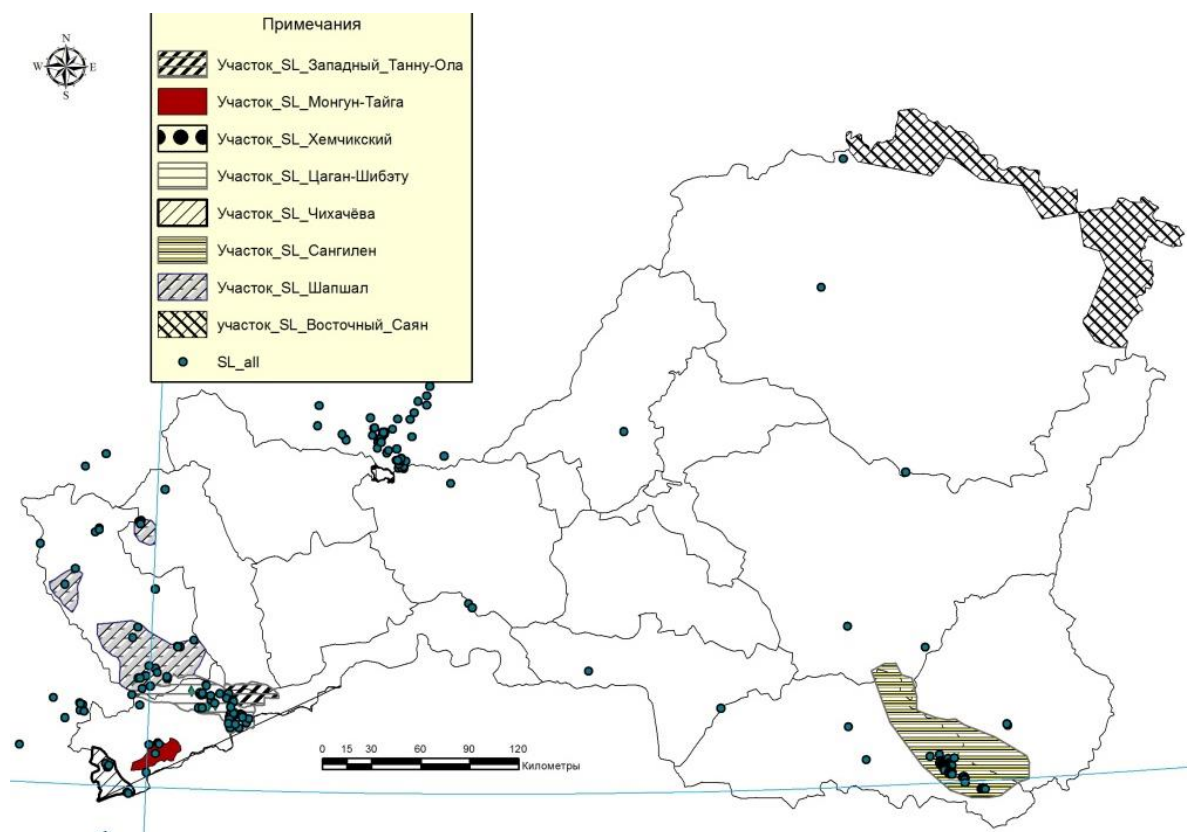 Примечания
N
W E
S
Участок_SL_Западный_Танну-Ола
Участок_SL_Монгун-Тайга
Участок_SL_Хемчикский
Участок_SL_Цаган-Шибэту
Участок_SL_Чихачёва
Участок_SL_Сангилен
Участок_SL_Шапшал
участок_SL_Восточный_Саян
SL_all
0 15 30 60 90 120
Километры